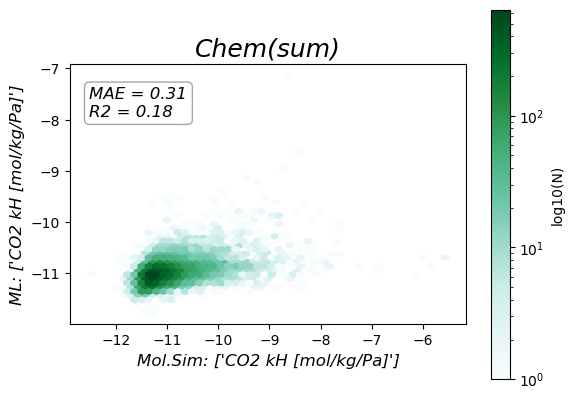 Chem(sum)
MAE = 0.31
R2 = 0.18
ML: ['CO2 kH [mol/kg/Pa]']
−7
−8
−9
−10
−11
−12 −11 −10 −9 −8 −7 −6
Mol.Sim: ['CO2 kH [mol/kg/Pa]']
10²
10¹
10⁰
log10(N)